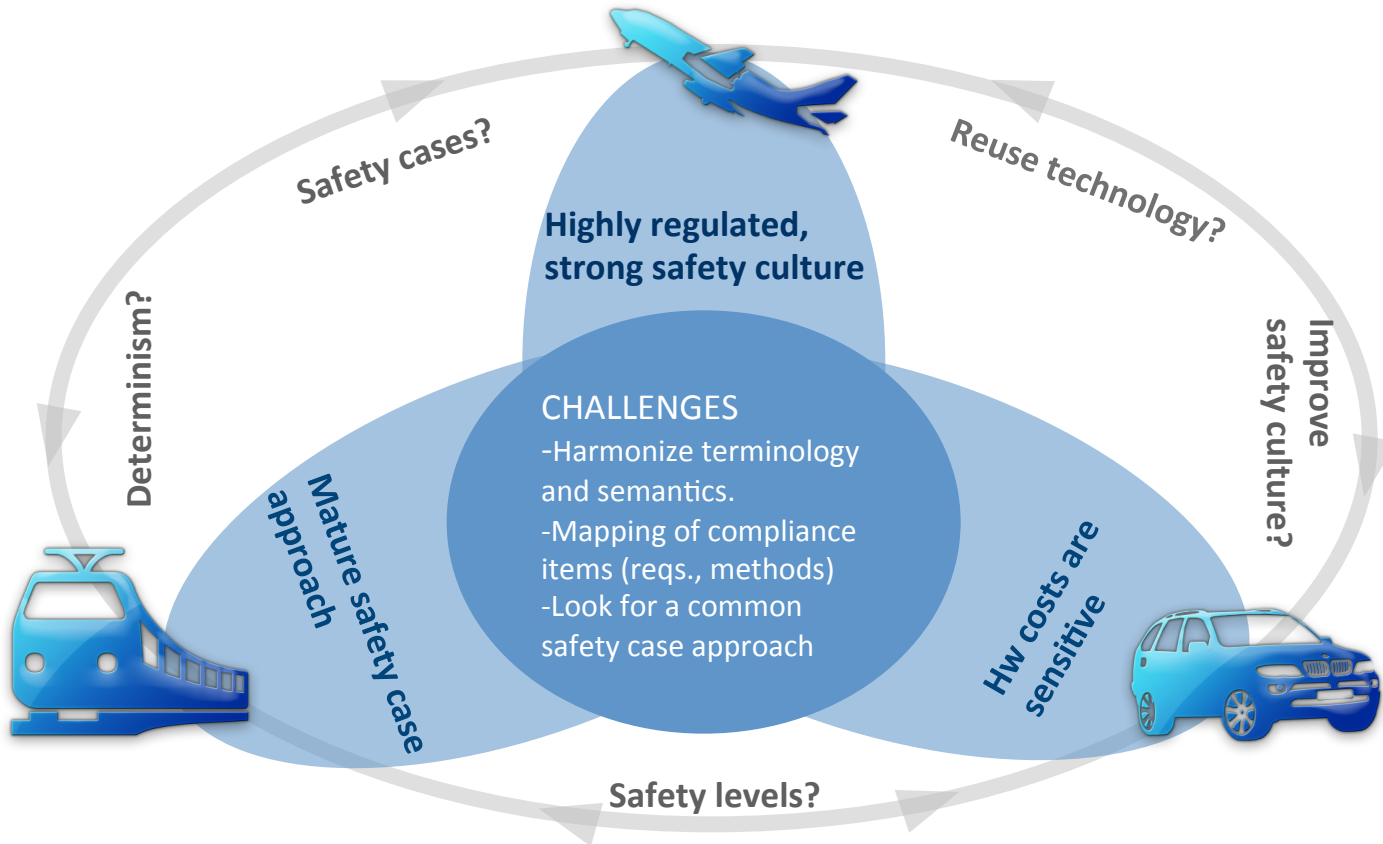 Safety cases?
Reuse technology?
Highly regulated,
strong safety culture
Determinism?
Improve
safety culture?
CHALLENGES
-Harmonize terminology
and semantics.
-Mapping of compliance
items (reqs., methods)
-Look for a common
safety case approach
Mature safety case
approach
Hw costs are
sensitive
Safety levels?